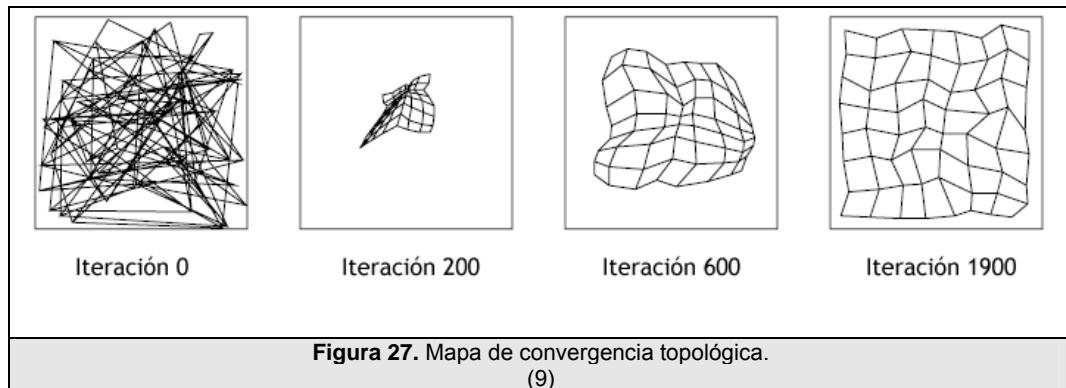 Iteración 0 Iteración 200 Iteración 600 Iteración 1900
Figura 27. Mapa de convergencia topológica.
(9)